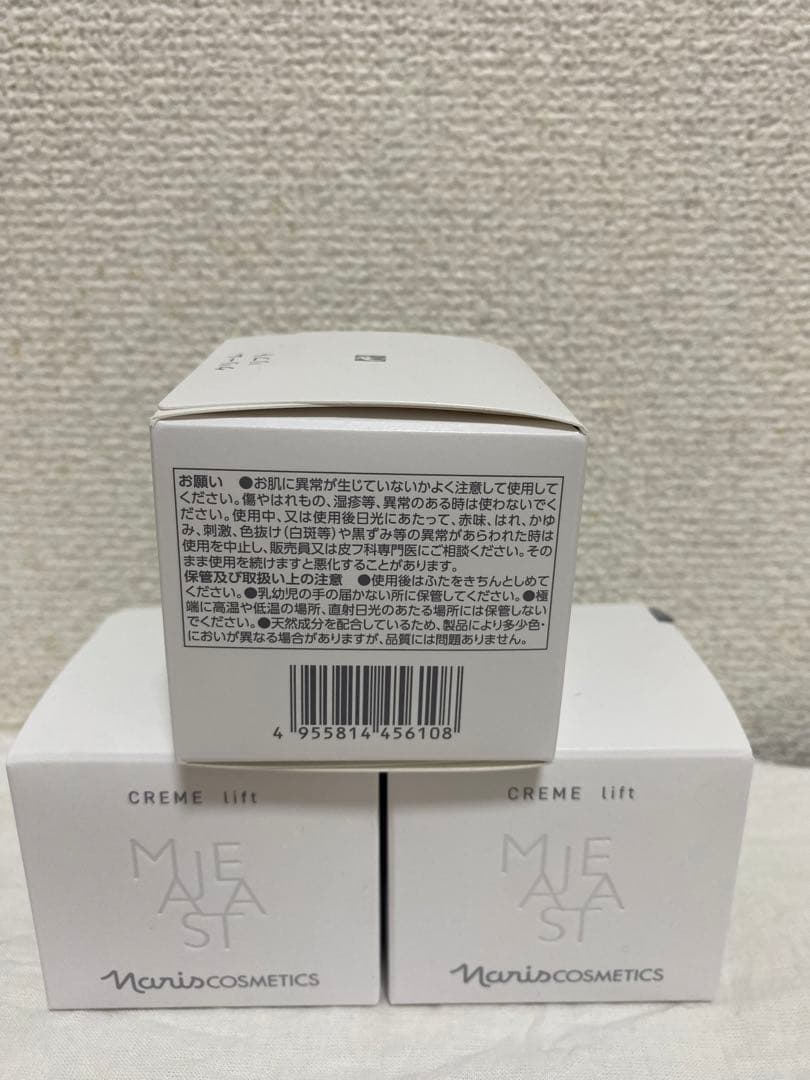 お願い ●お肌に異常が生じていないかよく注意して使用して
ください。傷やはれもの、湿疹等、異常のある時は使わないでく
ださい。使用中、又は使用後日光にあたって、赤味、はれ、かゆ
み、刺激、色抜け(白斑等)や黒ずみ等の異常があらわれた時は
使用を中止し、販売員又は皮フ科専門医にご相談ください。その
まま使用を続けますと悪化することがあります。
保管及び取扱い上の注意 ●使用後はふたをきちんとしめて
ください。●乳幼児の手の届かない所に保管してください。●極
端に高温や低温の場所、直射日光のあたる場所には保管しない
でください。●天然成分を配合しているため、製品により多少色・
においが異なる場合がありますが、品質には問題ありません。
4 955814 456108
CREME lift
MAJEAAST
naris COSMETICS
CREME lift
MAJEAAST
naris COSMETICS